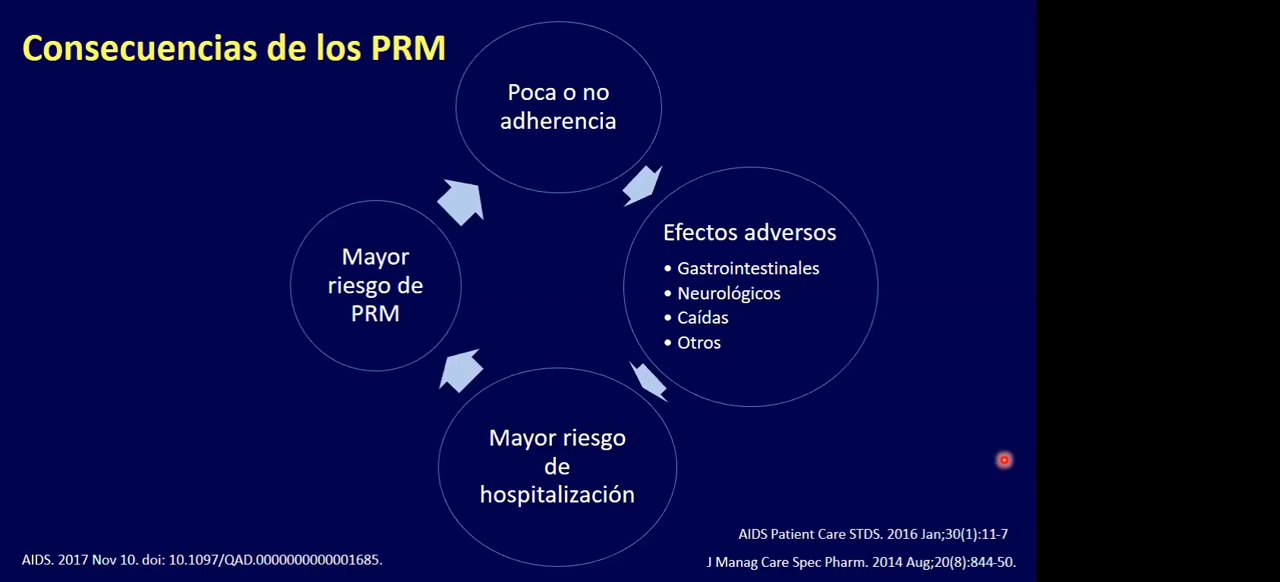 Consecuencias de los PRM
Poca o no
adherencia
Efectos adversos
• Gastrointestinales
• Neurológicos
• Caídas
• Otros
Mayor riesgo
de
hospitalización
Mayor
riesgo de
PRM
AIDS Patient Care STDS. 2016 Jan;30(1):11-7
AIDS. 2017 Nov 10. doi: 10.1097/QAD.0000000000001685.
J Manag Care Spec Pharm. 2014 Aug;20(8):844-50.